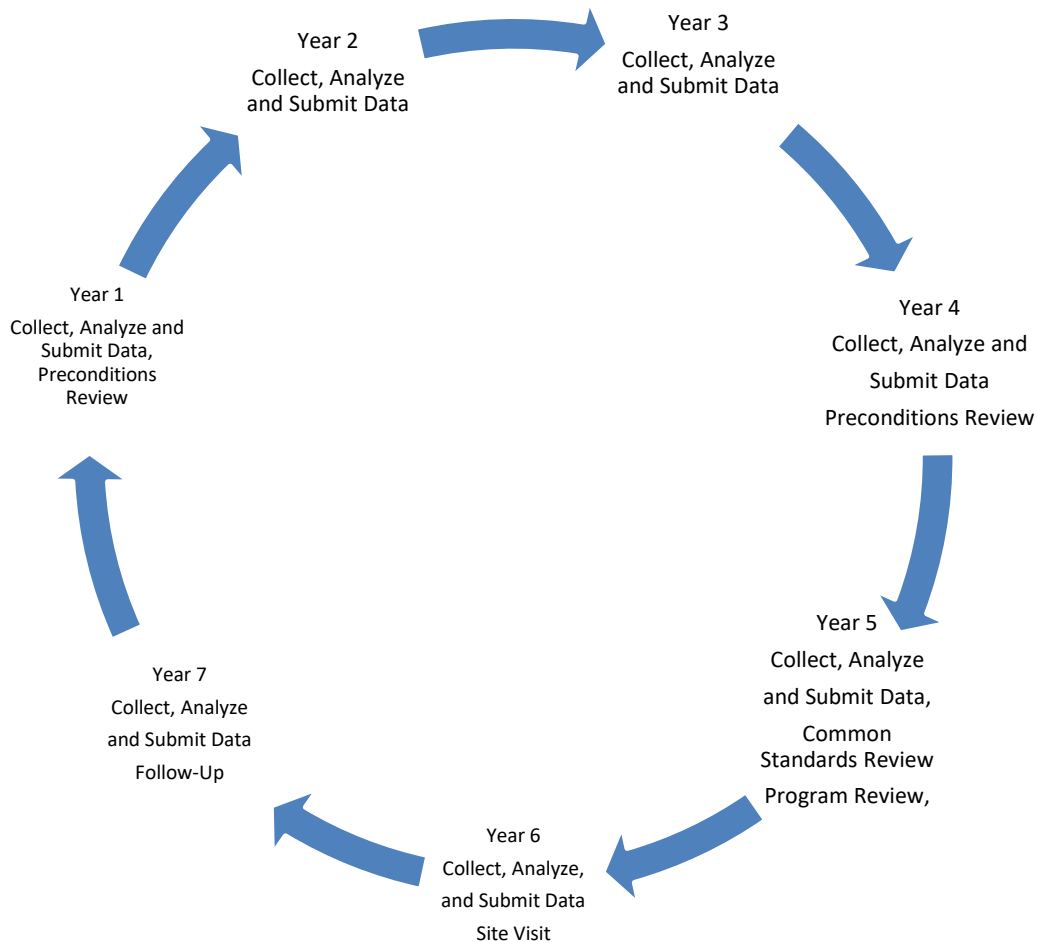 Year 1
Collect, Analyze and
Submit Data,
Preconditions
Review
Year 2
Collect, Analyze
and Submit Data
Year 3
Collect, Analyze
and Submit Data
Year 4
Collect, Analyze and
Submit Data
Preconditions Review
Year 5
Collect, Analyze
and Submit Data,
Common
Standards Review
Program Review,
Year 6
Collect, Analyze,
and Submit Data
Site Visit
Year 7
Collect, Analyze
and Submit Data
Follow-Up